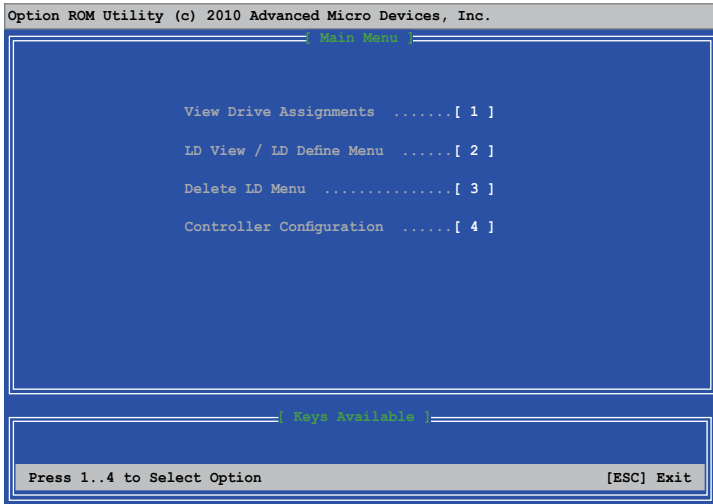 Option ROM Utility (c) 2010 Advanced Micro Devices, Inc.
[ Main Menu ]
View Drive Assignments .......[ 1 ]
LD View / LD Define Menu ......[ 2 ]
Delete LD Menu ...............[ 3 ]
Controller Configuration ......[ 4 ]
[ Keys Available ]
Press 1..4 to Select Option [ESC] Exit